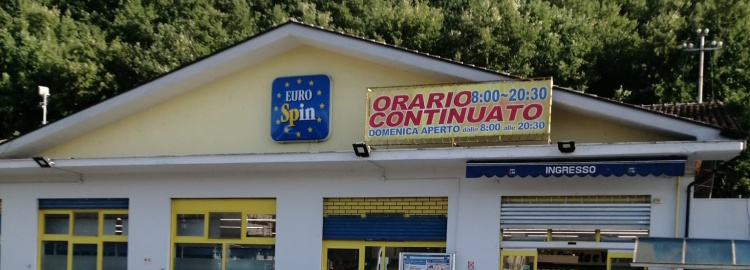 EURO
Spin
ORARIO 8:00~20:30
CONTINUATO
DOMENICA APERTO dalle 8:00 alle 20:30
INGRESSO